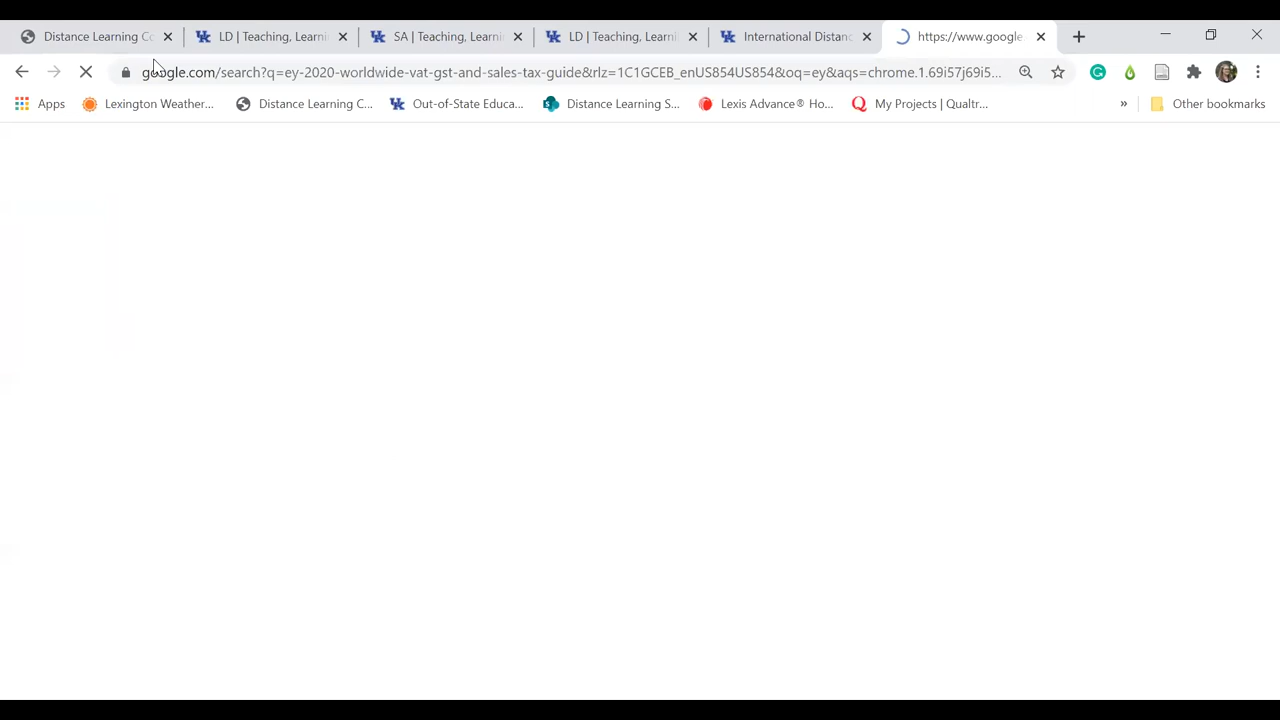 Distance Learning Co
LD | Teaching, Learni
SA | Teaching, Learni
LD | Teaching, Learni
International Distanc
https://www.google.
google.com/search?q=ey-2020-worldwide-vat-gst-and-sales-tax-guide&rlz=1C1GCEB_enUS854US854&oq=ey&aqs=chrome.1.69i57j69i5...
Apps
Lexington Weather...
Distance Learning C...
Out-of-State Educa...
Distance Learning S...
Lexis Advance® Ho...
My Projects | Qualtr...
»
Other bookmarks